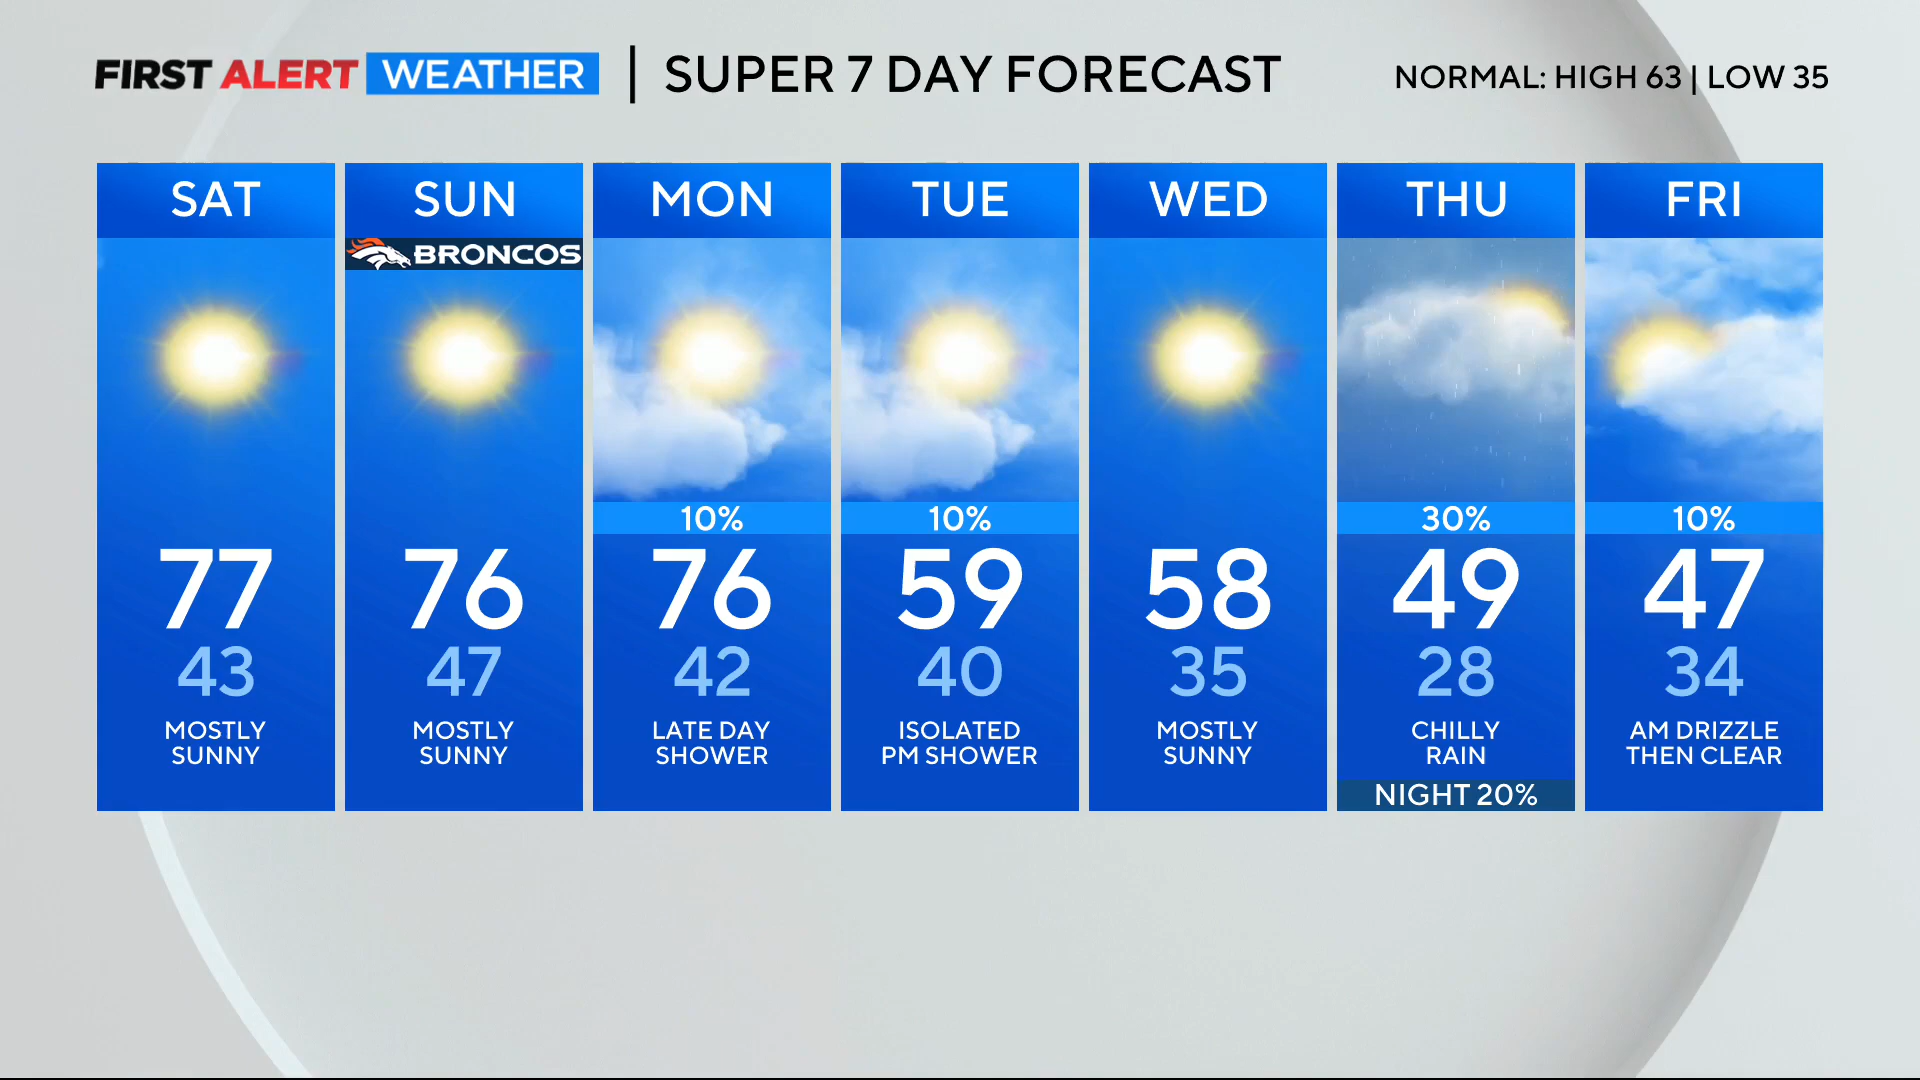 FIRST ALERT WEATHER | SUPER 7 DAY FORECAST
NORMAL: HIGH 63 | LOW 35
SAT
77
43
MOSTLY
SUNNY
SUN
BRONCOS
76
47
MOSTLY
SUNNY
MON
10%
76
42
LATE DAY
SHOWER
TUE
10%
59
40
ISOLATED
PM SHOWER
WED
58
35
MOSTLY
SUNNY
THU
30%
49
28
CHILLY
RAIN
NIGHT 20%
FRI
10%
47
34
AM DRIZZLE
THEN CLEAR